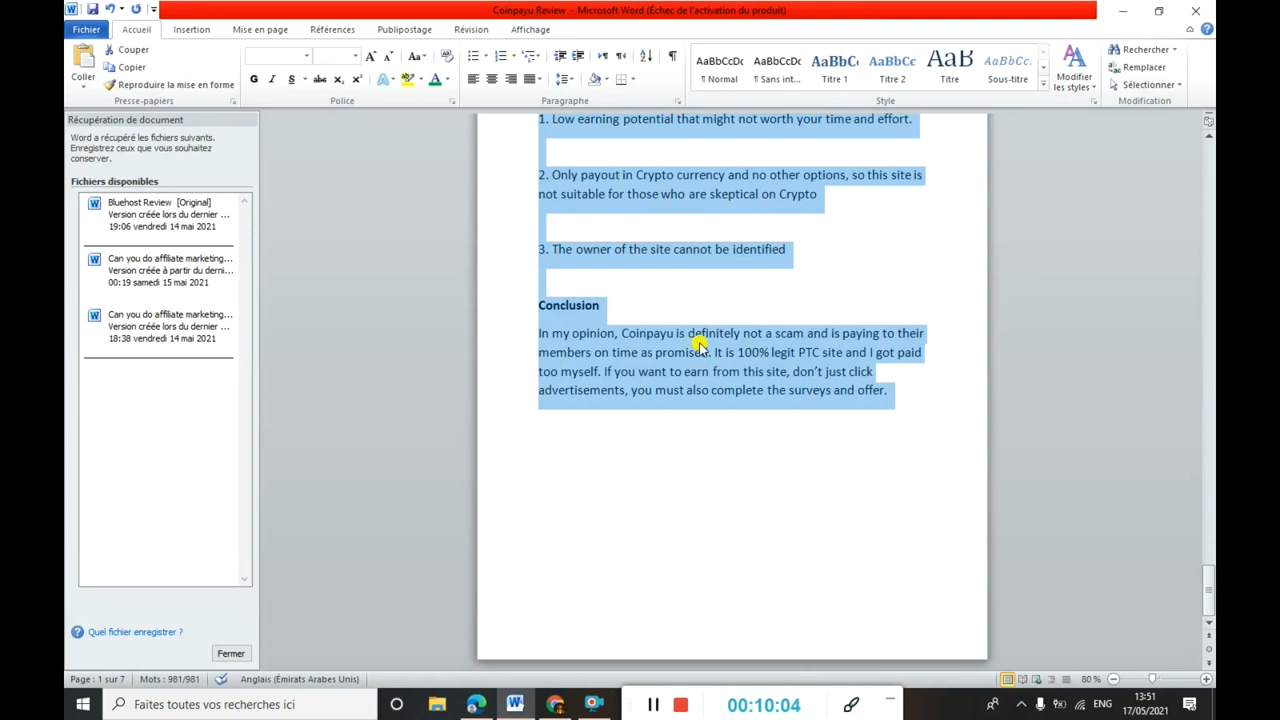 Coinpayu Review - Microsoft Word (Échec de l'activation du produit)
Fichier Accueil Insertion Mise en page Références Publipostage Révision Affichage
Coller
Couper
Copier
Reproduire la mise en forme
Presse-papiers
Police
Paragraphe
AaBbCcDc AaBbCcDc AaBbC AaBbCc AaB AaBbCc.
¶ Normal ¶ Sans int... Titre 1 Titre 2 Titre Sous-titre
Style
Modifier
les styles
Rechercher
Remplacer
Sélectionner
Modification
Récupération de document
Word a récupéré les fichiers suivants.
Enregistrez ceux que vous souhaitez
conserver.
Fichiers disponibles
Bluehost Review [Original]
Version créée lors du dernier ...
19:06 vendredi 14 mai 2021
Can you do affiliate marketing...
Version créée à partir du derni...
00:19 samedi 15 mai 2021
Can you do affiliate marketing...
Version créée lors du dernier ...
18:38 vendredi 14 mai 2021
Quel fichier enregistrer ?
Fermer
1. Low earning potential that might not worth your time and effort.
2. Only payout in Crypto currency and no other options, so this site is
not suitable for those who are skeptical on Crypto
3. The owner of the site cannot be identified
Conclusion
In my opinion, Coinpayu is definitely not a scam and is paying to their
members on time as promised. It is 100% legit PTC site and I got paid
too myself. If you want to earn from this site, don't just click
advertisements, you must also complete the surveys and offer.
Page : 1 sur 7 Mots : 981/981 Anglais (Émirats Arabes Unis) 80 %
Faites toutes vos recherches ici
00:10:04
ENG
13:51
17/05/2021